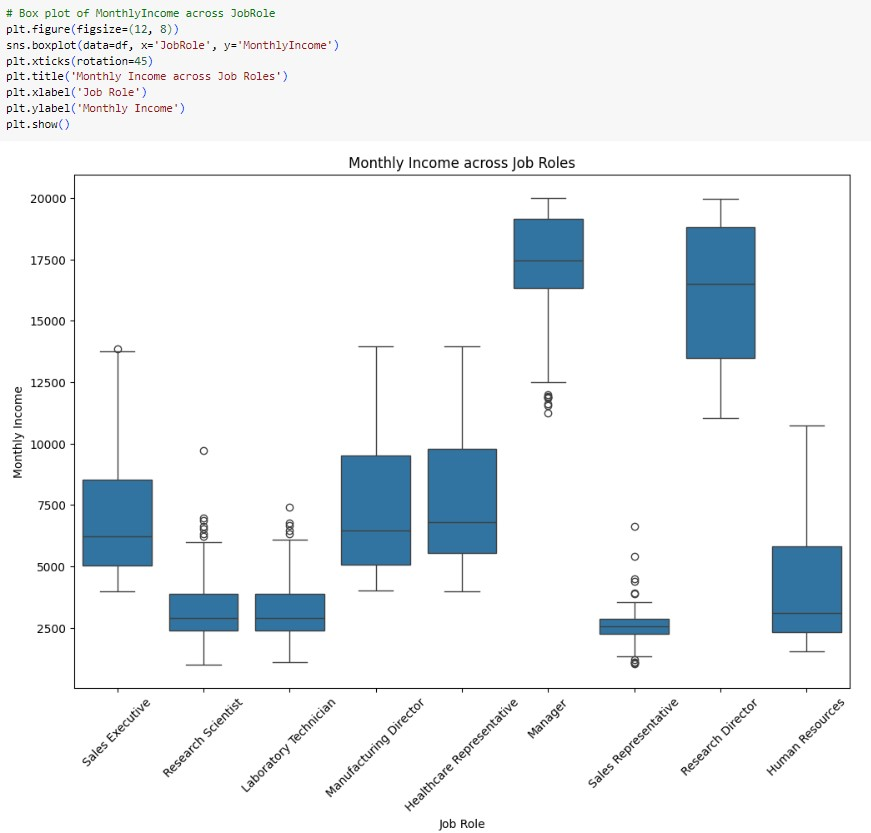 # Box plot of MonthlyIncome across JobRole
plt.figure(figsize=(12, 8))
sns.boxplot(data=df, x='JobRole', y='MonthlyIncome')
plt.xticks(rotation=45)
plt.title('Monthly Income across Job Roles')
plt.xlabel('Job Role')
plt.ylabel('Monthly Income')
plt.show()
Monthly Income across Job Roles
20000
17500
15000
12500
10000
7500
5000
2500
Monthly Income
Sales Executive
Research Scientist
Laboratory Technician
Manufacturing Director
Healthcare Representative
Manager
Sales Representative
Research Director
Human Resources
Job Role